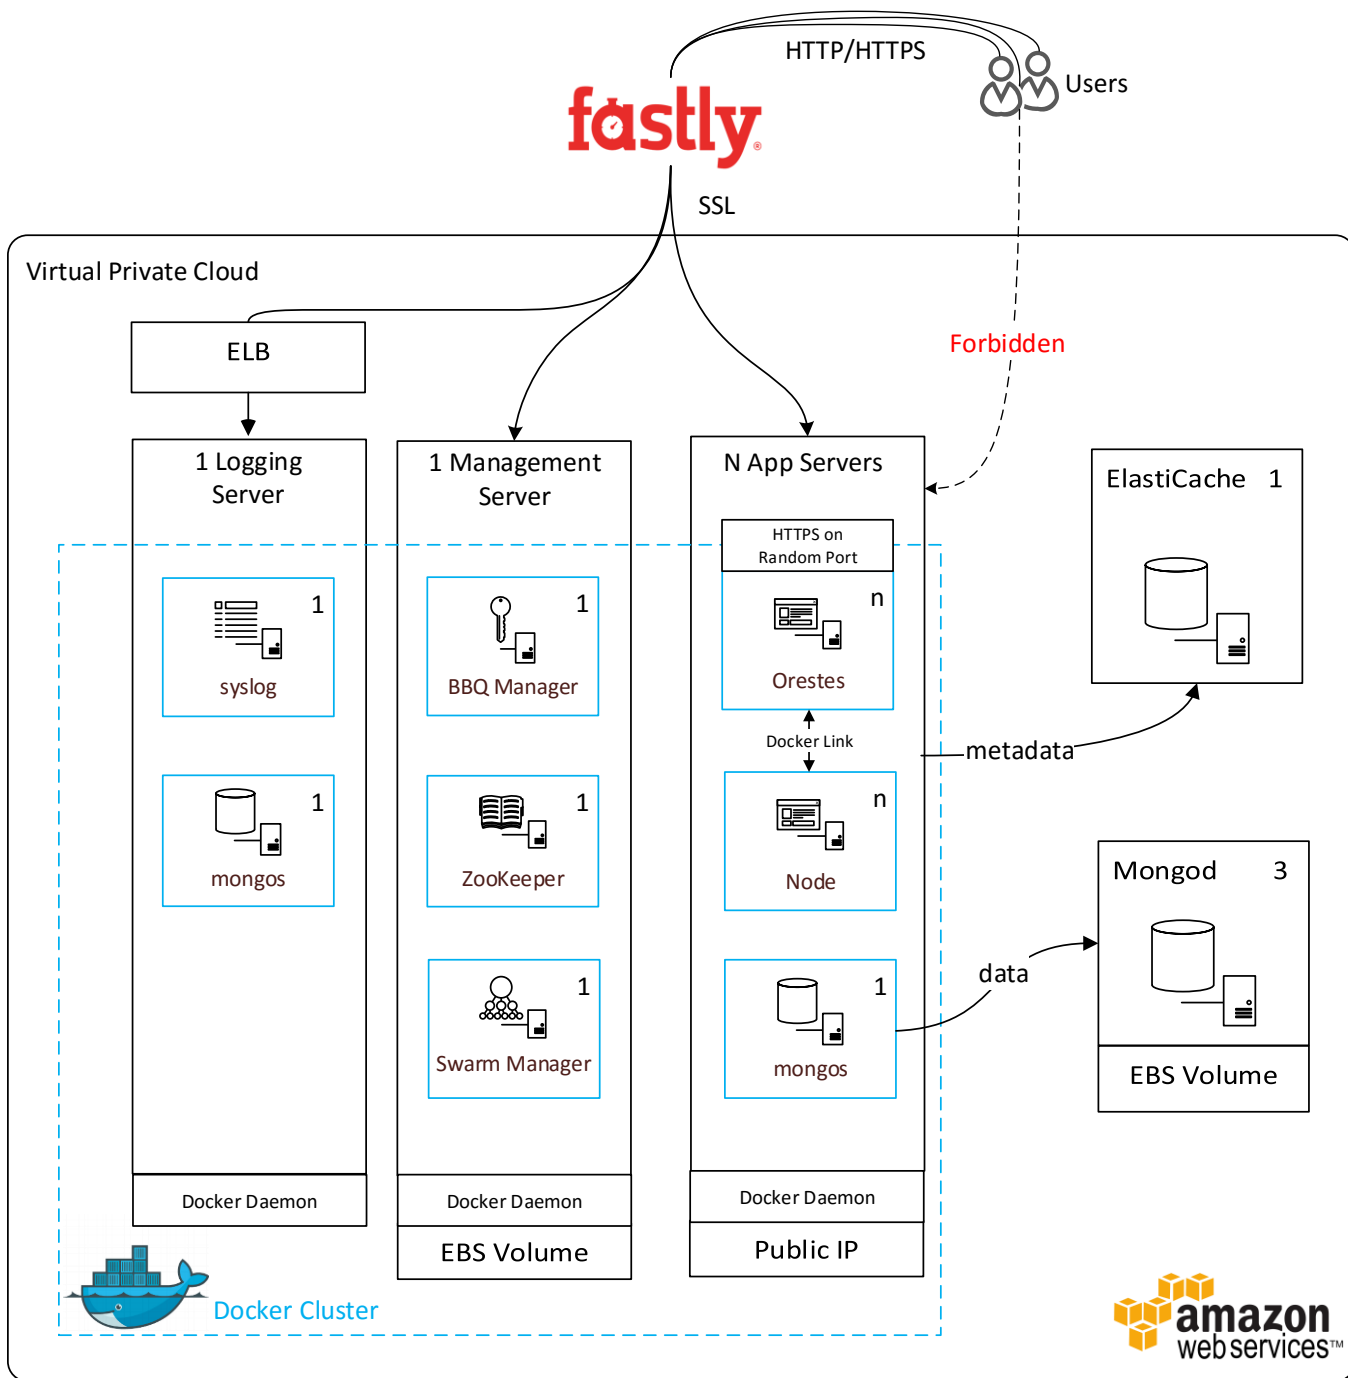 HTTP/HTTPS
Users
fastly®
SSL
Virtual Private Cloud
ELB
Forbidden
1 Logging
Server
1 Management
Server
N App Servers
ElastiCache 1
HTTPS on
Random Port
1
syslog
1
BBQ Manager
n
Orestes
Docker Link
metadata
1
mongos
1
ZooKeeper
n
Node
Mongod 3
1
Swarm Manager
1
mongos
data
EBS Volume
Docker Daemon
Docker Daemon
EBS Volume
Docker Daemon
Public IP
Docker Cluster
amazon
web services™